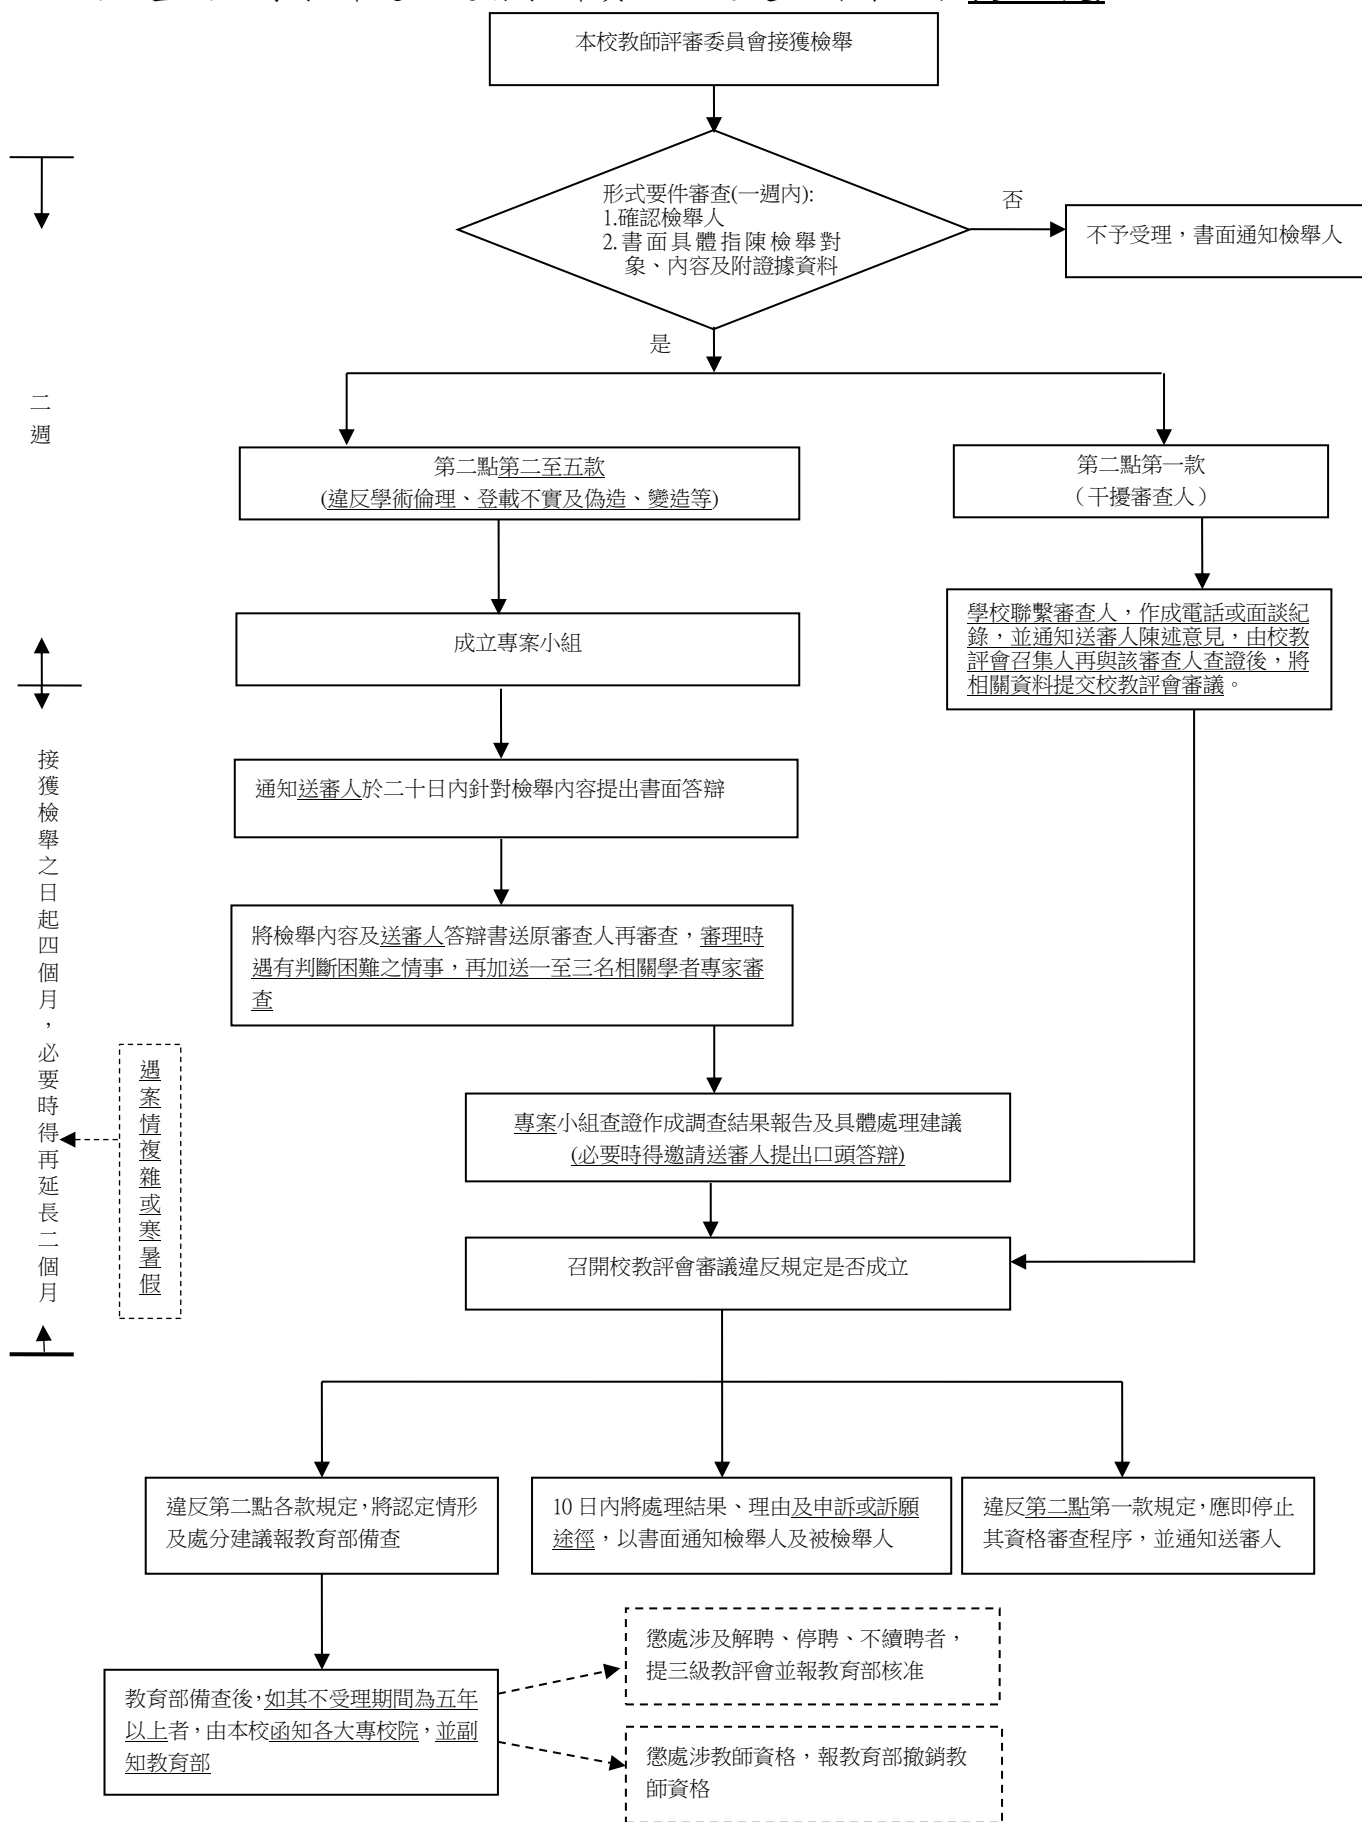 本校教師評審委員會接獲檢舉
形式要件審查(一週內):
1.確認檢舉人
2.書面具體指陳檢舉對
象、內容及附證據資料
否
不予受理，書面通知檢舉人
是
二
週
第二點第二至五款
(違反學術倫理、登載不實及偽造、變造等)
第二點第一款
（干擾審查人）
成立專案小組
學校聯繫審查人，作成電話或面談紀
錄，並通知送審人陳述意見，由校教
評會召集人再與該審查人查證後，將
相關資料提交校教評會審議。
通知送審人於二十日內針對檢舉內容提出書面答辯
將檢舉內容及送審人答辯書送原審查人再審查，審理時
遇有判斷困難之情事，再加送一至三名相關學者專家審
查
接獲檢舉之日起四個月，必要時得再延長二個月
遇案情複雜或寒暑假
專案小組查證作成調查結果報告及具體處理建議
(必要時得邀請送審人提出口頭答辯)
召開校教評會審議違反規定是否成立
違反第二點各款規定，將認定情形
及處分建議報教育部備查
10 日內將處理結果、理由及申訴或訴願
途徑，以書面通知檢舉人及被檢舉人
違反第二點第一款規定，應即停止
其資格審查程序，並通知送審人
懲處涉及解聘、停聘、不續聘者，
提三級教評會並報教育部核准
教育部備查後，如其不受理期間為五年
以上者，由本校函知各大專校院，並副
知教育部
懲處涉教師資格，報教育部撤銷教
師資格